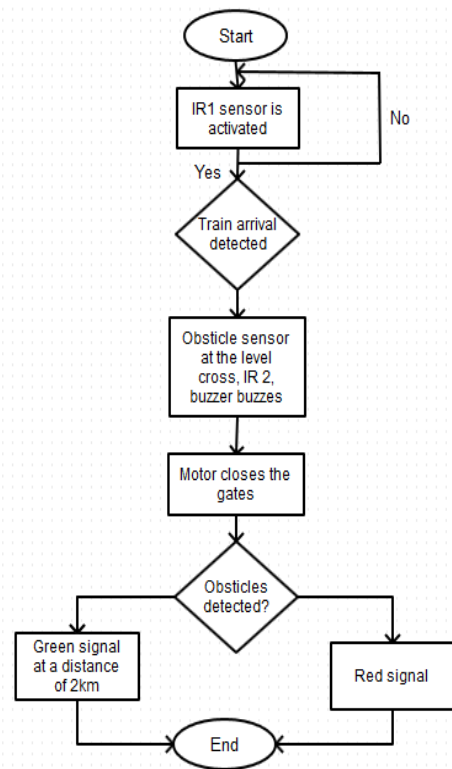 Start
IR1 sensor is
activated
No
Yes
Train arrival
detected
Obsticle sensor
at the level
cross, IR 2,
buzzer buzzes
Motor closes the
gates
Obsticles
detected?
Green signal
at a distance
of 2km
Red signal
End